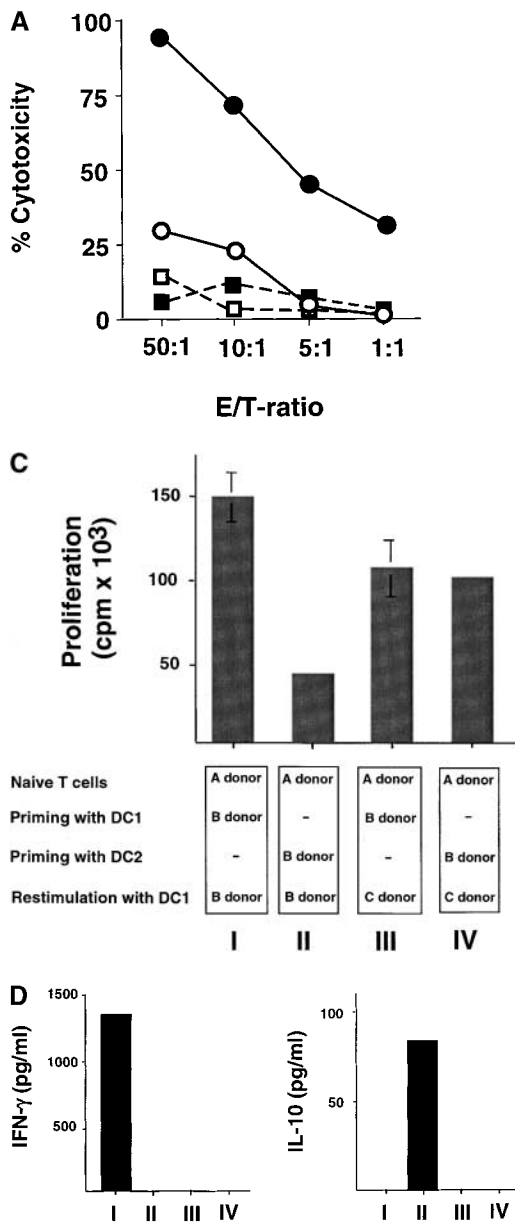 A
% Cytotoxicity
100
75
50
25
0
50:1 10:1 5:1 1:1
E/T-ratio
C
Proliferation
(cpm x 10³)
150
100
50
Naive T cells A donor A donor A donor A donor
Priming with DC1 B donor – B donor –
Priming with DC2 – B donor – B donor
Restimulation with DC1 B donor B donor C donor C donor
I II III IV
D
IFN-γ (pg/ml)
1500
1000
500
I II III IV
IL-10 (pg/ml)
100
50
I II III IV